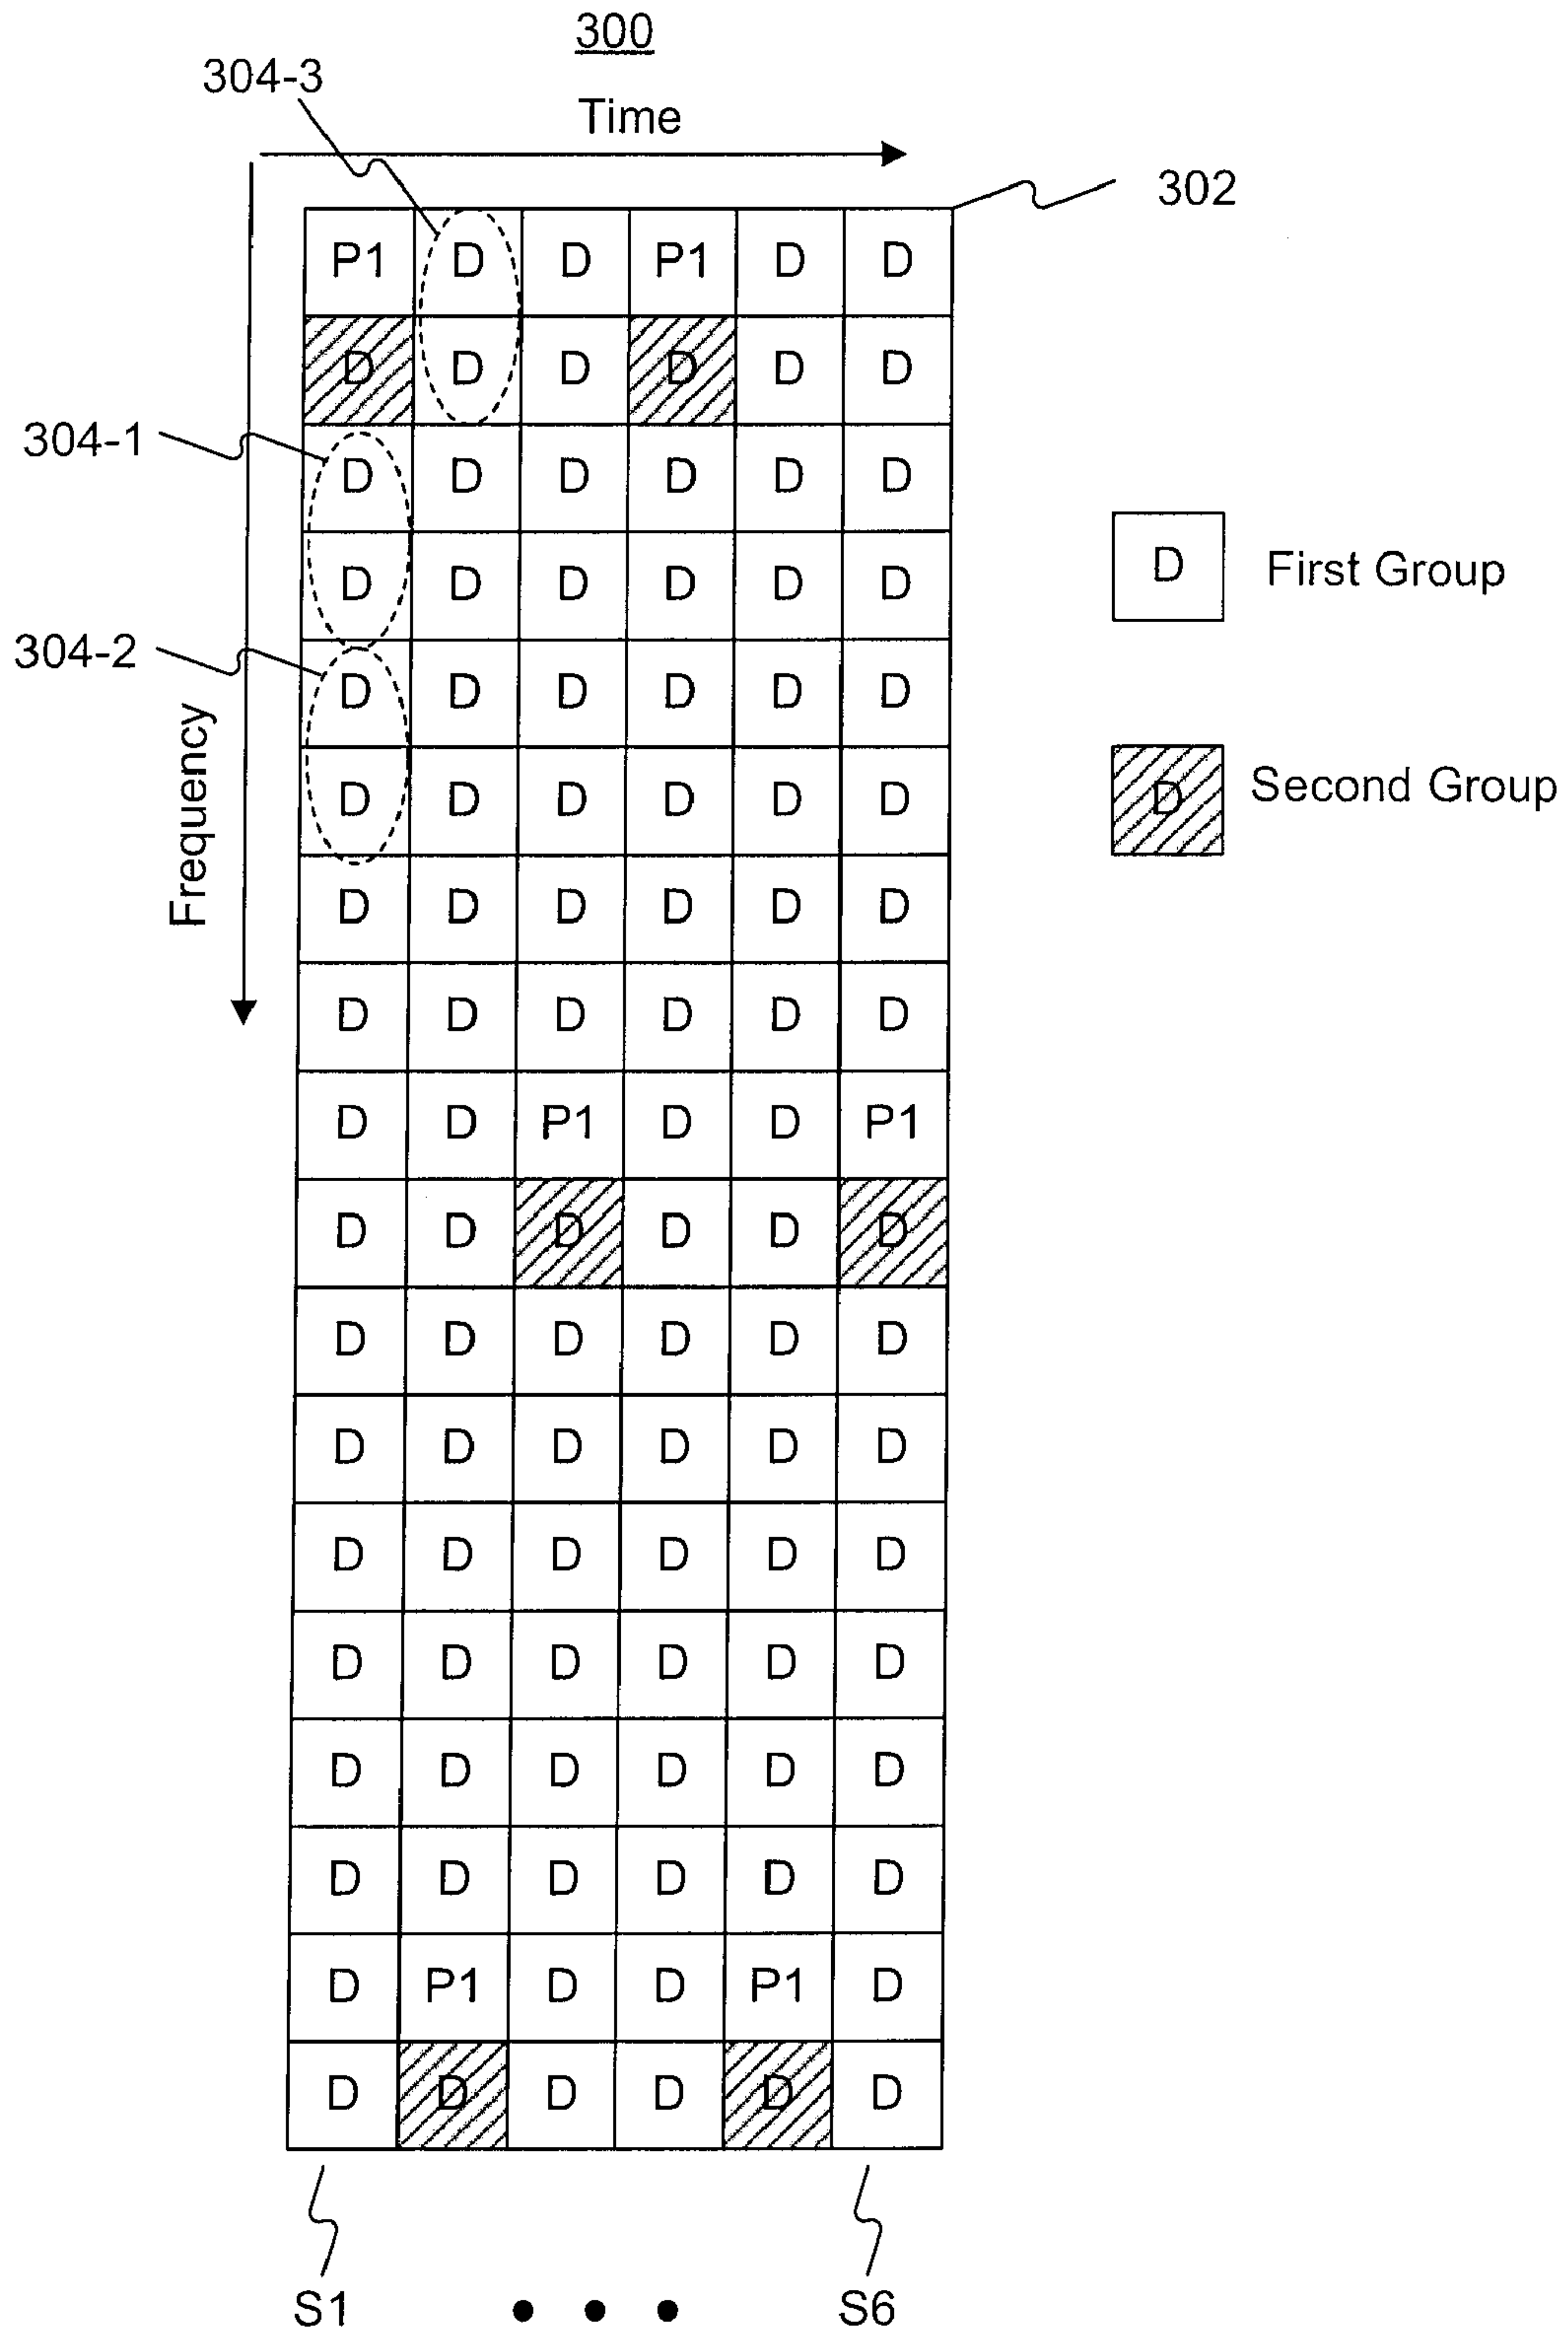 300
304-3
Time
302
P1 D D P1 D D
D D D D D D
304-1
D D D D D D
D D D D D D
First Group
D
304-2
D D D D D D
D D D D D D
Second Group
D
Frequency
D D D D D D
D D D D D D
D D P1 D D P1
D D D D D D
D D D D D D
D D D D D D
D D D D D D
D D D D D D
D D D D D D
D D D D D D
D P1 D D P1 D
D D D D D D
S1 • • • S6